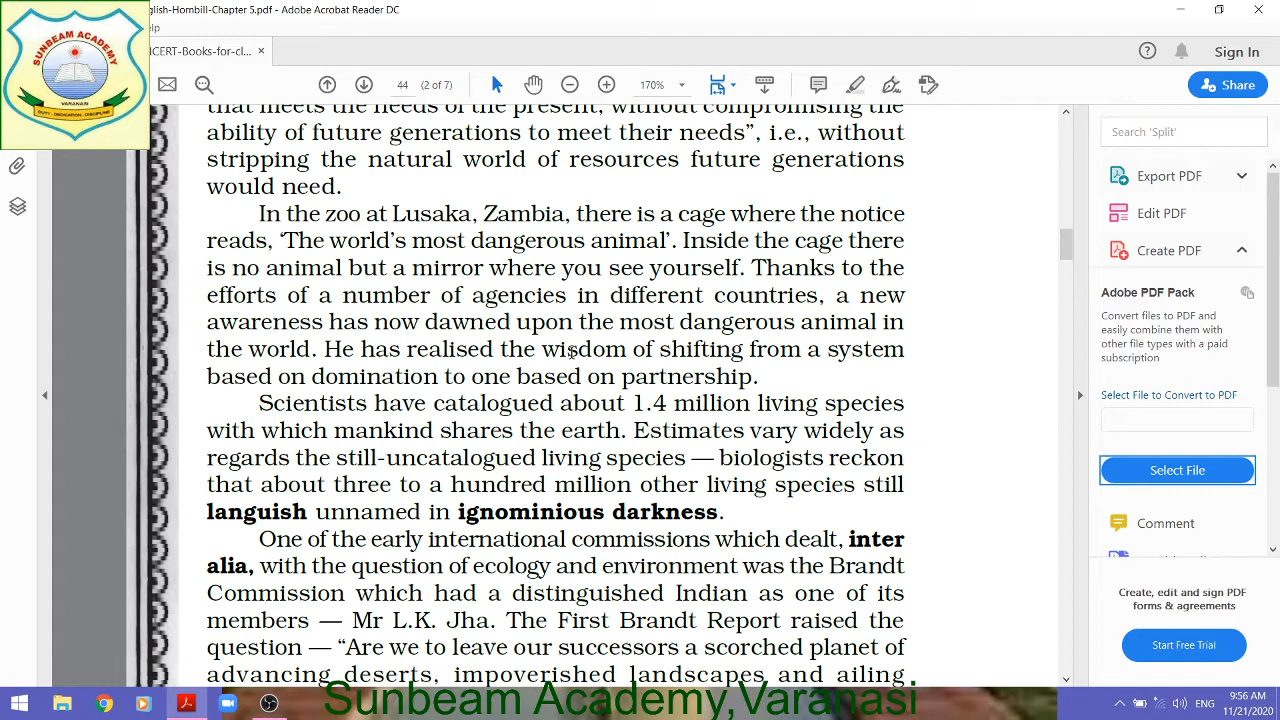 glish-Hornbill-Chapter 5.pdf - Adobe Acrobat Reader DC
elp
SUNBEAM ACADEMY
VARANASI
DUTY - DEDICATION - DISCIPLINE
ICERT-Books-for-cl... ×
Sign In
44 (2 of 7)
170%
Share
that meets the needs of the present, without compromising the
ability of future generations to meet their needs”, i.e., without
stripping the natural world of resources future generations
would need.
In the zoo at Lusaka, Zambia, there is a cage where the notice
reads, ‘The world’s most dangerous animal’. Inside the cage there
is no animal but a mirror where you see yourself. Thanks to the
efforts of a number of agencies in different countries, a new
awareness has now dawned upon the most dangerous animal in
the world. He has realised the wisdom of shifting from a system
based on domination to one based on partnership.
Scientists have catalogued about 1.4 million living species
with which mankind shares the earth. Estimates vary widely as
regards the still-uncatalogued living species — biologists reckon
that about three to a hundred million other living species still
languish unnamed in ignominious darkness.
One of the early international commissions which dealt, inter
alia, with the question of ecology and environment was the Brandt
Commission which had a distinguished Indian as one of its
members — Mr L.K. Jha. The First Brandt Report raised the
question — “Are we to leave our successors a scorched planet of
advancing deserts, impoverished landscapes and ailing
Search 'Split'
Export PDF
Edit PDF
Create PDF
Adobe PDF Pack
Convert files to PDF and
easily combine them with
other file types with a paid
subscription
Select File to Convert to PDF
Select File
Comment
Create, edit and sign PDF
forms & agreements
Start Free Trial
Sunbeam Academy,Varanasi
ENG
9:56 AM
11/21/2020